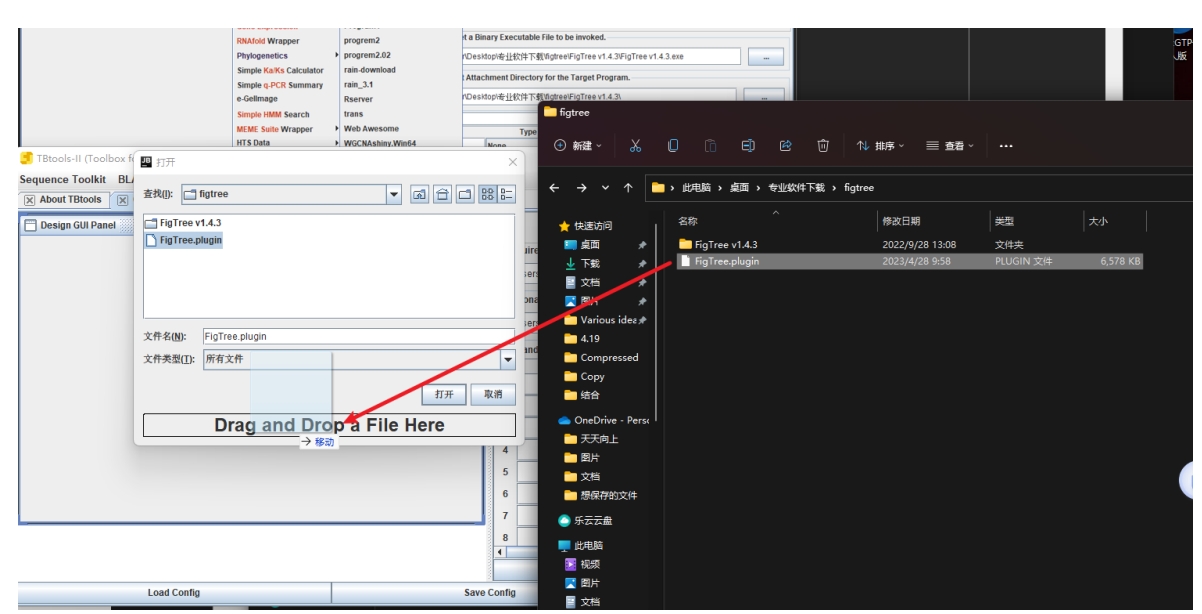 RNAfold Wrapper
Phylogenetics
Simple Ka/Ks Calculator
Simple q-PCR Summary
e-GelImage
Simple HMM Search
MEME Suite Wrapper
HTS Data
progrem2
progrem2.02
rain-download
rain_3.1
Rserver
trans
Web Awesome
WGCNAshiny.Win64
t a Binary Executable File to be invoked.
r\Desktop\专业软件下载\figtree\FigTree v1.4.3\FigTree v1.4.3.exe
...
Attachment Directory for the Target Program.
r\Desktop\专业软件下载\figtree\FigTree v1.4.3\
...
Type
None
GTP
版
TBtools-II (Toolbox f
Sequence Toolkit BL
About TBtools
Design GUI Panel
打开
查找(I):
figtree
FigTree v1.4.3
FigTree.plugin
文件名(N):
FigTree.plugin
文件类型(T):
所有文件
打开
取消
Drag and Drop a File Here
→ 移动
4
5
6
7
8
Load Config
Save Config
figtree
新建
排序
查看
...
此电脑 › 桌面 › 专业软件下载 › figtree
名称
修改日期
类型
大小
FigTree v1.4.3
2022/9/28 13:08
文件夹
FigTree.plugin
2023/4/28 9:58
PLUGIN 文件
6,578 KB
快速访问
桌面
下载
文档
图片
Various idea
4.19
Compressed
Copy
结合
OneDrive - Perso
天天向上
图片
文档
想保存的文件
乐云云盘
此电脑
视频
图片
文档